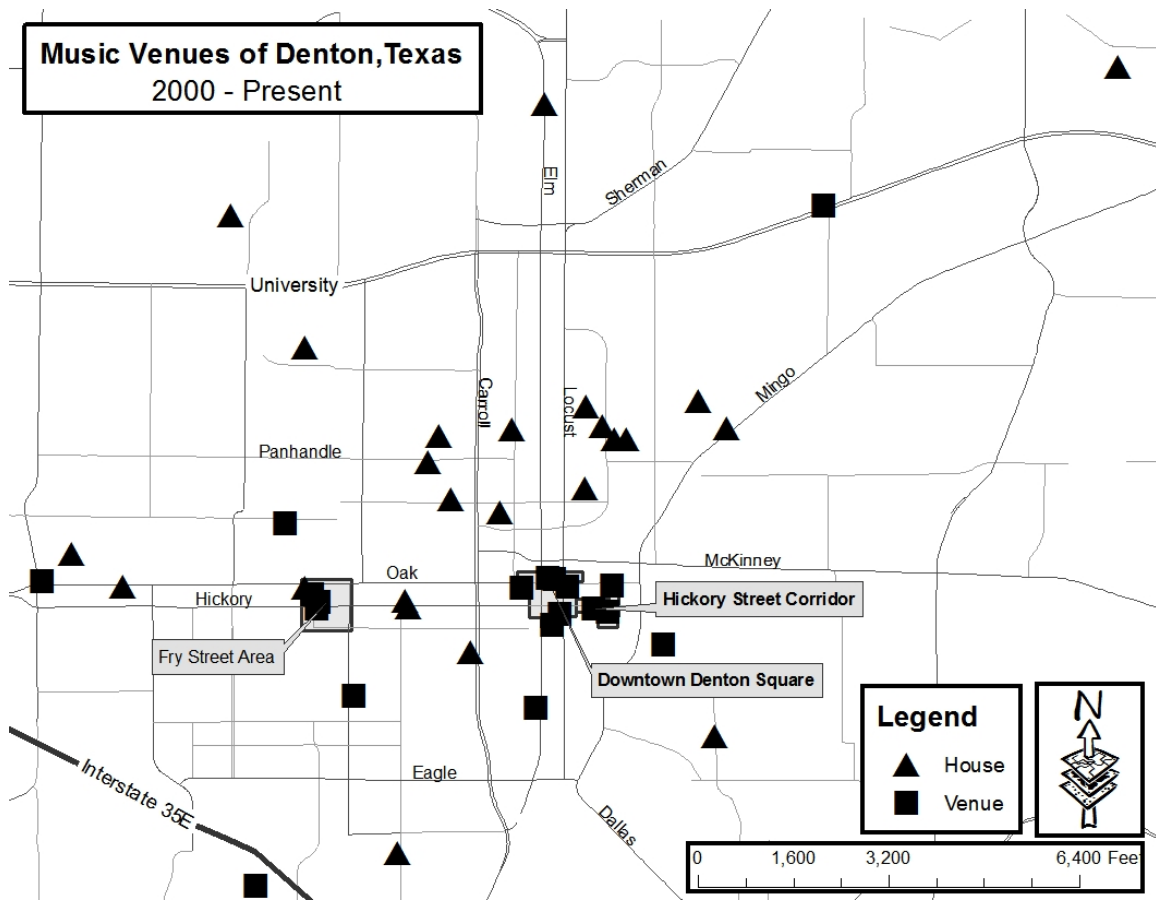 Music Venues of Denton,Texas
2000 - Present
Elm
Sherman
University
Carroll
Locust
Mingo
Panhandle
McKinney
Oak
Hickory
Hickory Street Corridor
Fry Street Area
Downtown Denton Square
Legend
House
Venue
N
Eagle
Interstate 35E
Dallas
0 1,600 3,200 6,400 Feet